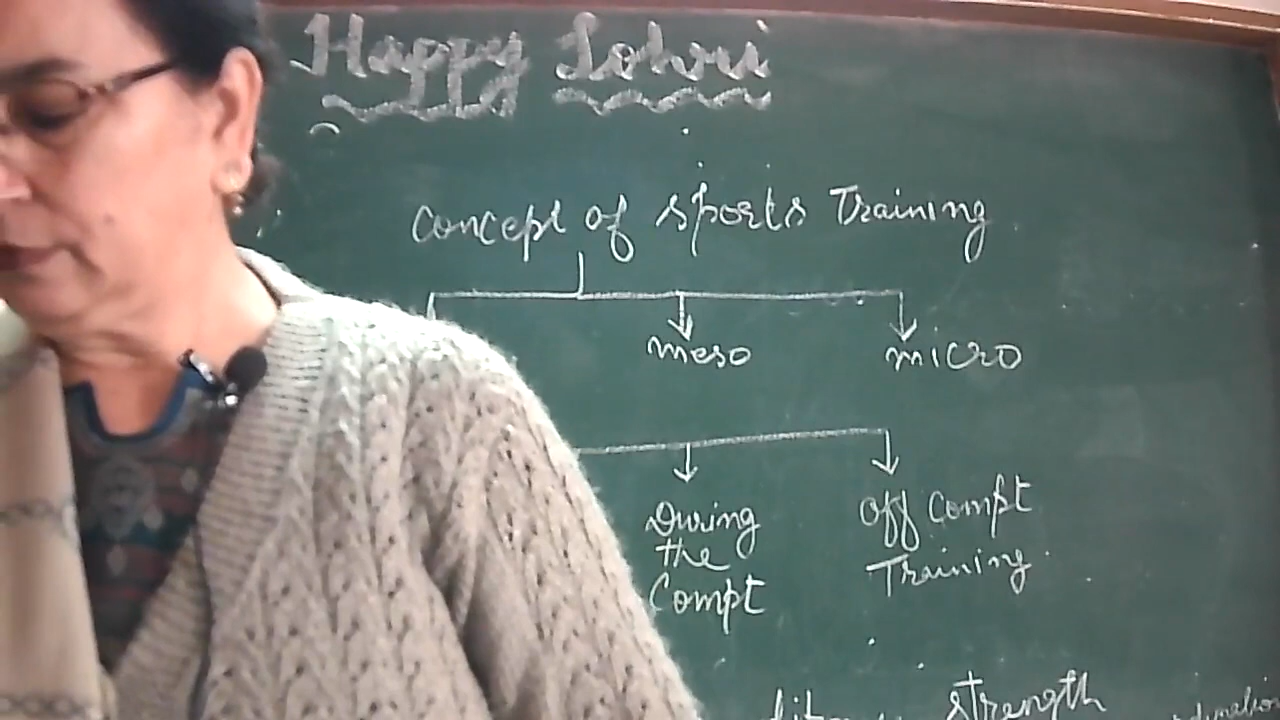 Happy Lohri
Concept of sports Training
meso micro
During the Compt
Off Compt Training
strength